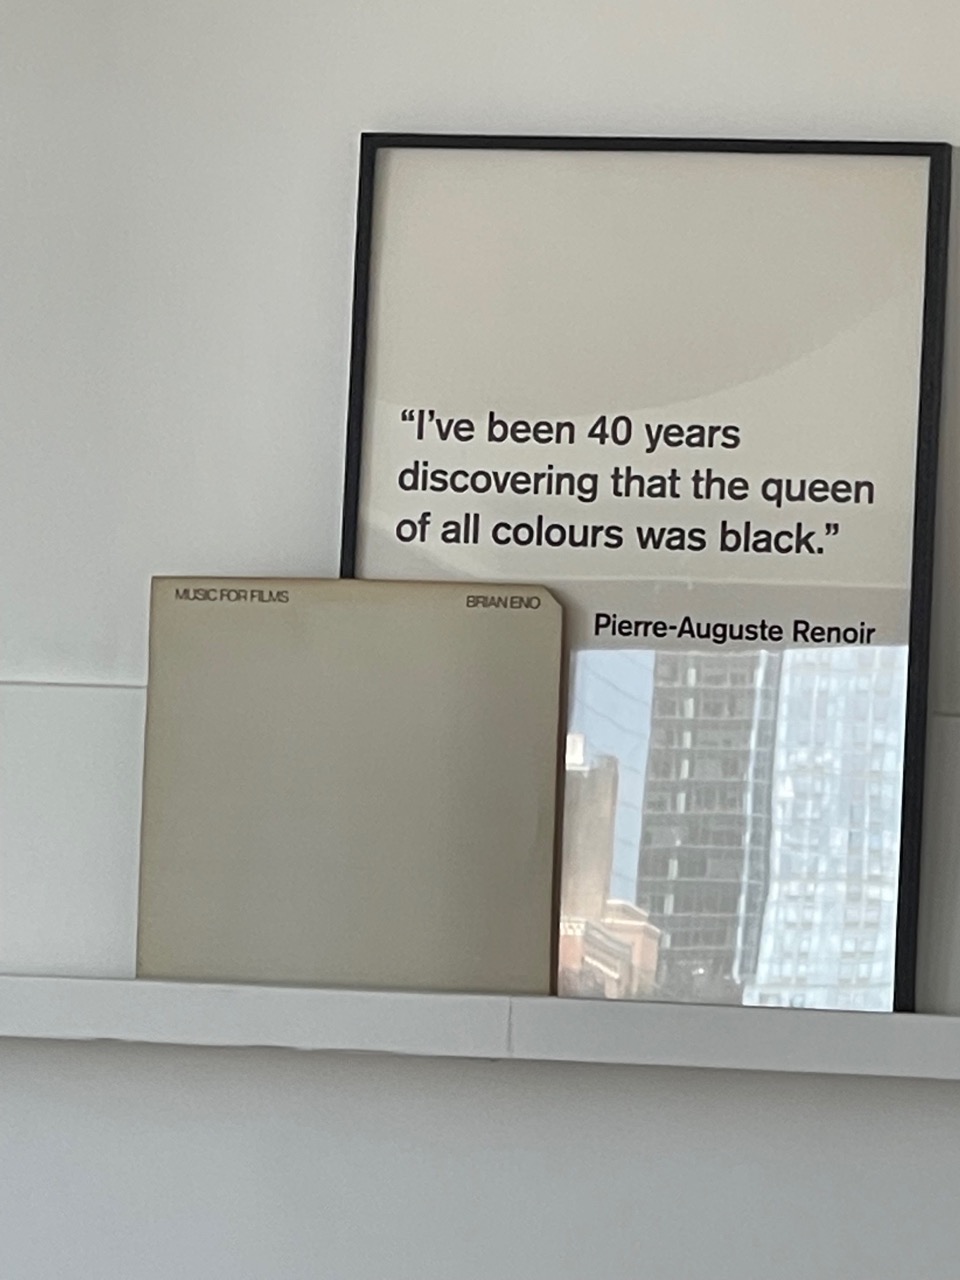 “I’ve been 40 years
discovering that the queen
of all colours was black.”
Pierre-Auguste Renoir
MUSIC FOR FILMS
BRIAN ENO